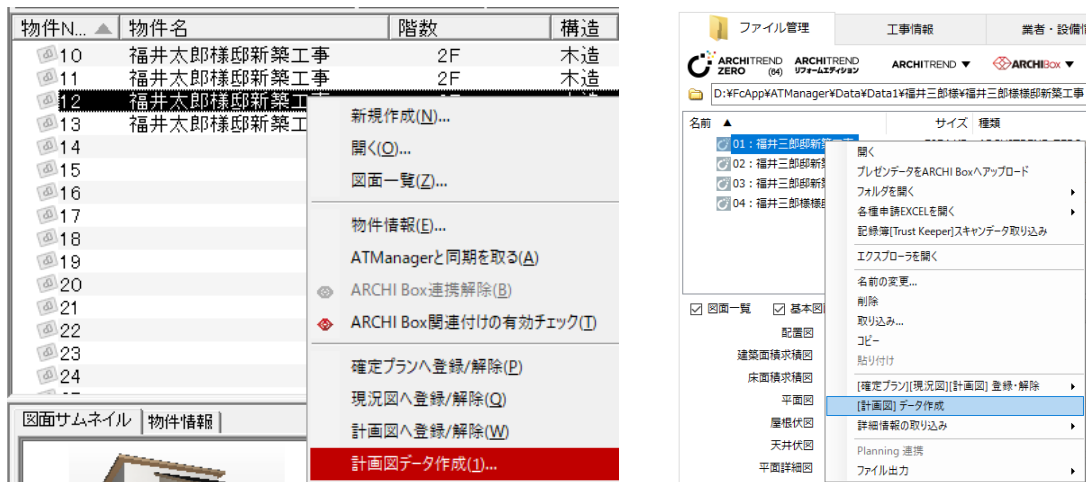 物件N... 物件名 階数 構造
10 福井太郎様邸新築工事 2F 木造
11 福井太郎様邸新築工事 2F 木造
12 福井太郎様邸新築工
13 福井太郎様邸新築工
14
15
16
17
18
19
20
21
22
23
24
新規作成(N)...
開く(O)...
図面一覧(Z)...
物件情報(E)...
ATManagerと同期を取る(A)
ARCHI Box連携解除(B)
ARCHI Box関連付けの有効チェック(T)
確定プランへ登録/解除(P)
現況図へ登録/解除(Q)
計画図へ登録/解除(W)
計画図データ作成(1)...
図面サムネイル 物件情報
ファイル管理 工事情報 業者・設備
ARCHITREND ZERO (64) ARCHITREND リフォームエディション ARCHITREND ▼ ARCHIBox ▼
D:¥FcApp¥ATManager¥Data¥Data1¥福井三郎様¥福井三郎様様邸新築工事
名前 ▲ サイズ 種類
01：福井三郎邸新築
02：福井三郎邸新築
03：福井三郎邸新築
04：福井三郎様様邸
開く
プレゼンデータをARCHI Boxへアップロード
フォルダを開く
各種申請EXCELを開く
記録簿[Trust Keeper]スキャンデータ取り込み
エクスプローラを開く
名前の変更...
削除
取り込み...
コピー
貼り付け
[確定プラン][現況図][計画図] 登録・解除
[計画図] データ作成
詳細情報の取り込み
Planning 連携
ファイル出力
図面一覧 基本図
配置図
建築面積求積図
床面積求積図
平面図
屋根伏図
天井伏図
平面詳細図